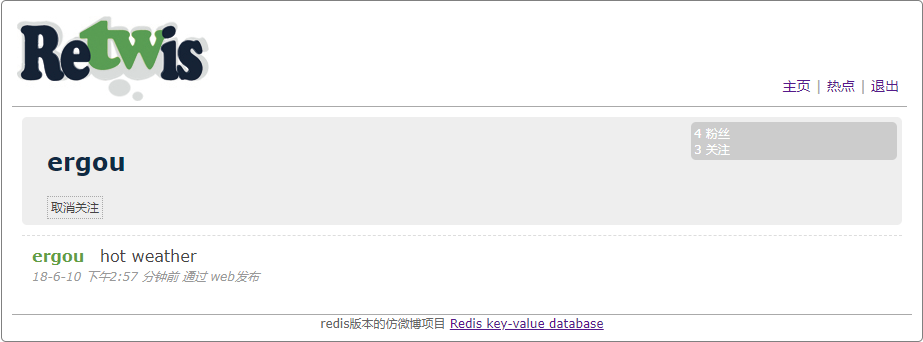 Retwis
主页 | 热点 | 退出
4 粉丝
3 关注
ergou
取消关注
ergou hot weather
18-6-10 下午2:57 分钟前 通过 web发布
redis版本的仿微博项目 Redis key-value database